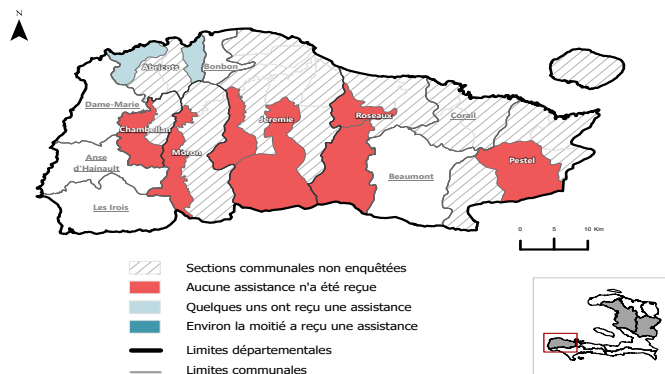 N
Abricots
Bonbon
Dame-Marie
Chambellan
Jeremie
Roseaux
Corail
Moron
Anse
d'Hainault
Pestel
Beaumont
Les Irois
0 5 10 Km
Sections communales non enquêtées
Aucune assistance n'a été reçue
Quelques uns ont reçu une assistance
Environ la moitié a reçu une assistance
Limites départementales
Limites communales